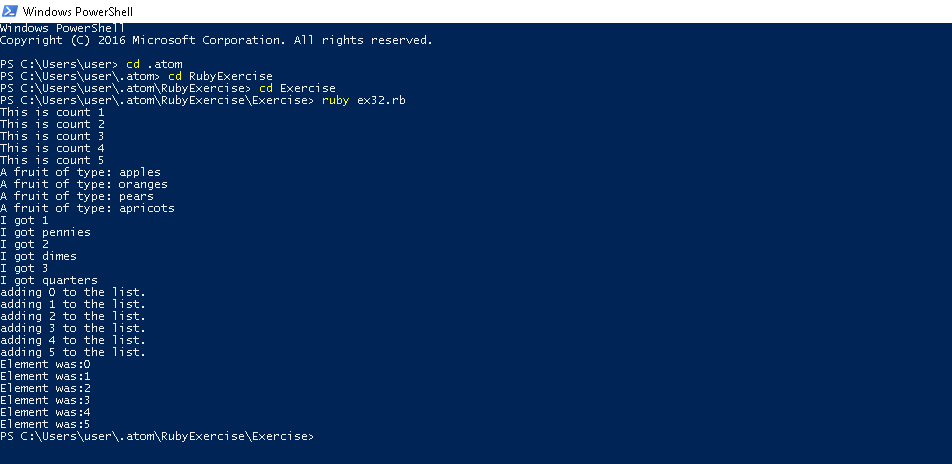 Windows PowerShell
Windows PowerShell
Copyright (C) 2016 Microsoft Corporation. All rights reserved.
PS C:\Users\user> cd .atom
PS C:\Users\user\.atom> cd RubyExercise
PS C:\Users\user\.atom\RubyExercise> cd Exercise
PS C:\Users\user\.atom\RubyExercise\Exercise> ruby ex32.rb
This is count 1
This is count 2
This is count 3
This is count 4
This is count 5
A fruit of type: apples
A fruit of type: oranges
A fruit of type: pears
A fruit of type: apricots
I got 1
I got pennies
I got 2
I got dimes
I got 3
I got quarters
adding 0 to the list.
adding 1 to the list.
adding 2 to the list.
adding 3 to the list.
adding 4 to the list.
adding 5 to the list.
Element was:0
Element was:1
Element was:2
Element was:3
Element was:4
Element was:5
PS C:\Users\user\.atom\RubyExercise\Exercise>